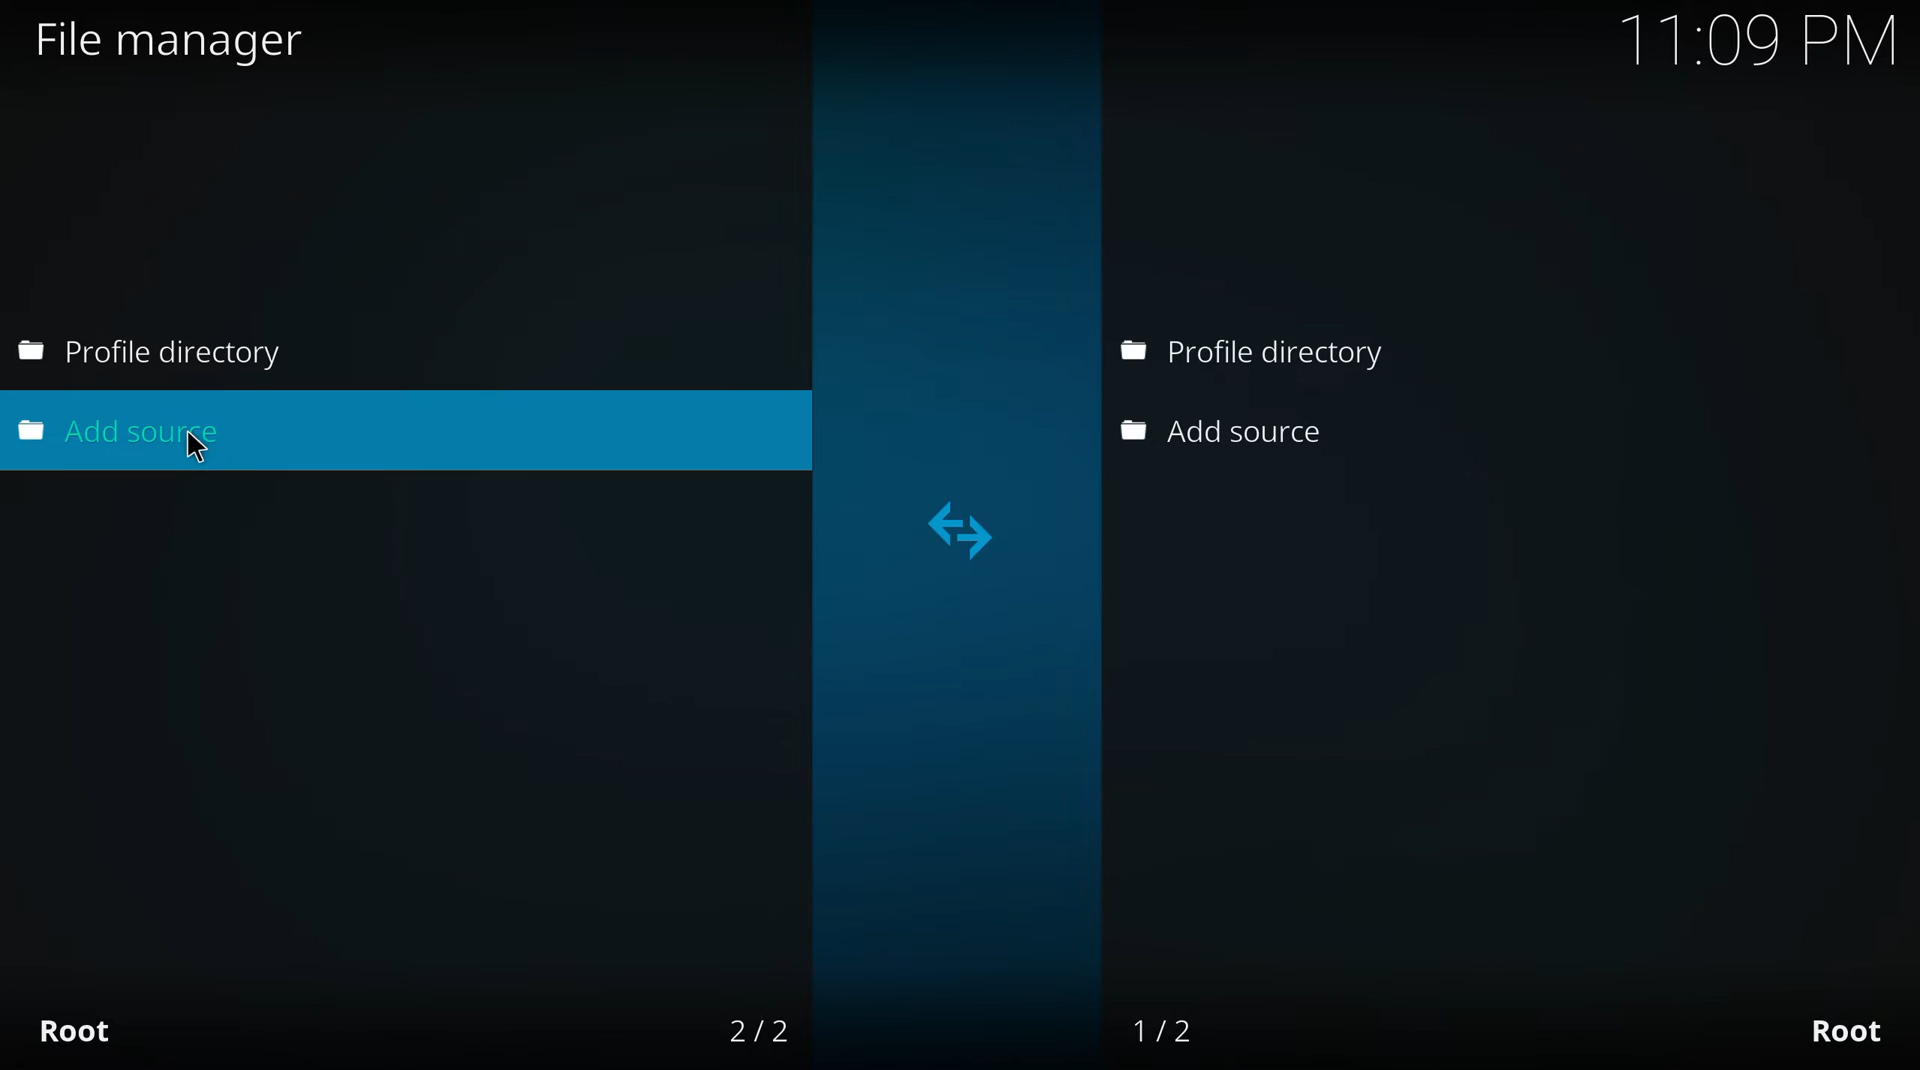 File manager
11:09 PM
Profile directory
Add source
Profile directory
Add source
Root
2 / 2
1 / 2
Root